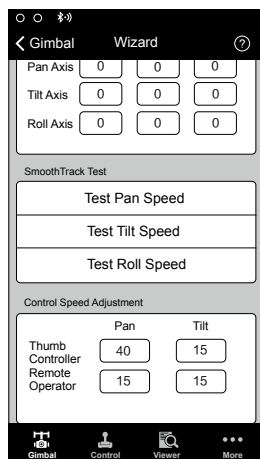 Gimbal Wizard ?
Pan Axis 0 0 0
Tilt Axis 0 0 0
Roll Axis 0 0 0
SmoothTrack Test
Test Pan Speed
Test Tilt Speed
Test Roll Speed
Control Speed Adjustment
Pan Tilt
Thumb
Controller 40 15
Remote
Operator 15 15
Gimbal Control Viewer More